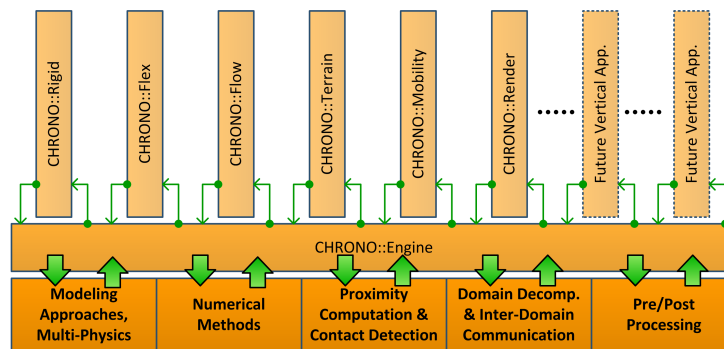 CHRONO::Rigid
CHRONO::Flex
CHRONO::Flow
CHRONO::Terrain
CHRONO::Mobility
CHRONO::Render
Future Vertical App.
Future Vertical App.
CHRONO::Engine
Modeling
Approaches,
Multi-Physics
Numerical
Methods
Proximity
Computation &
Contact Detection
Domain Decomp.
& Inter-Domain
Communication
Pre/Post
Processing